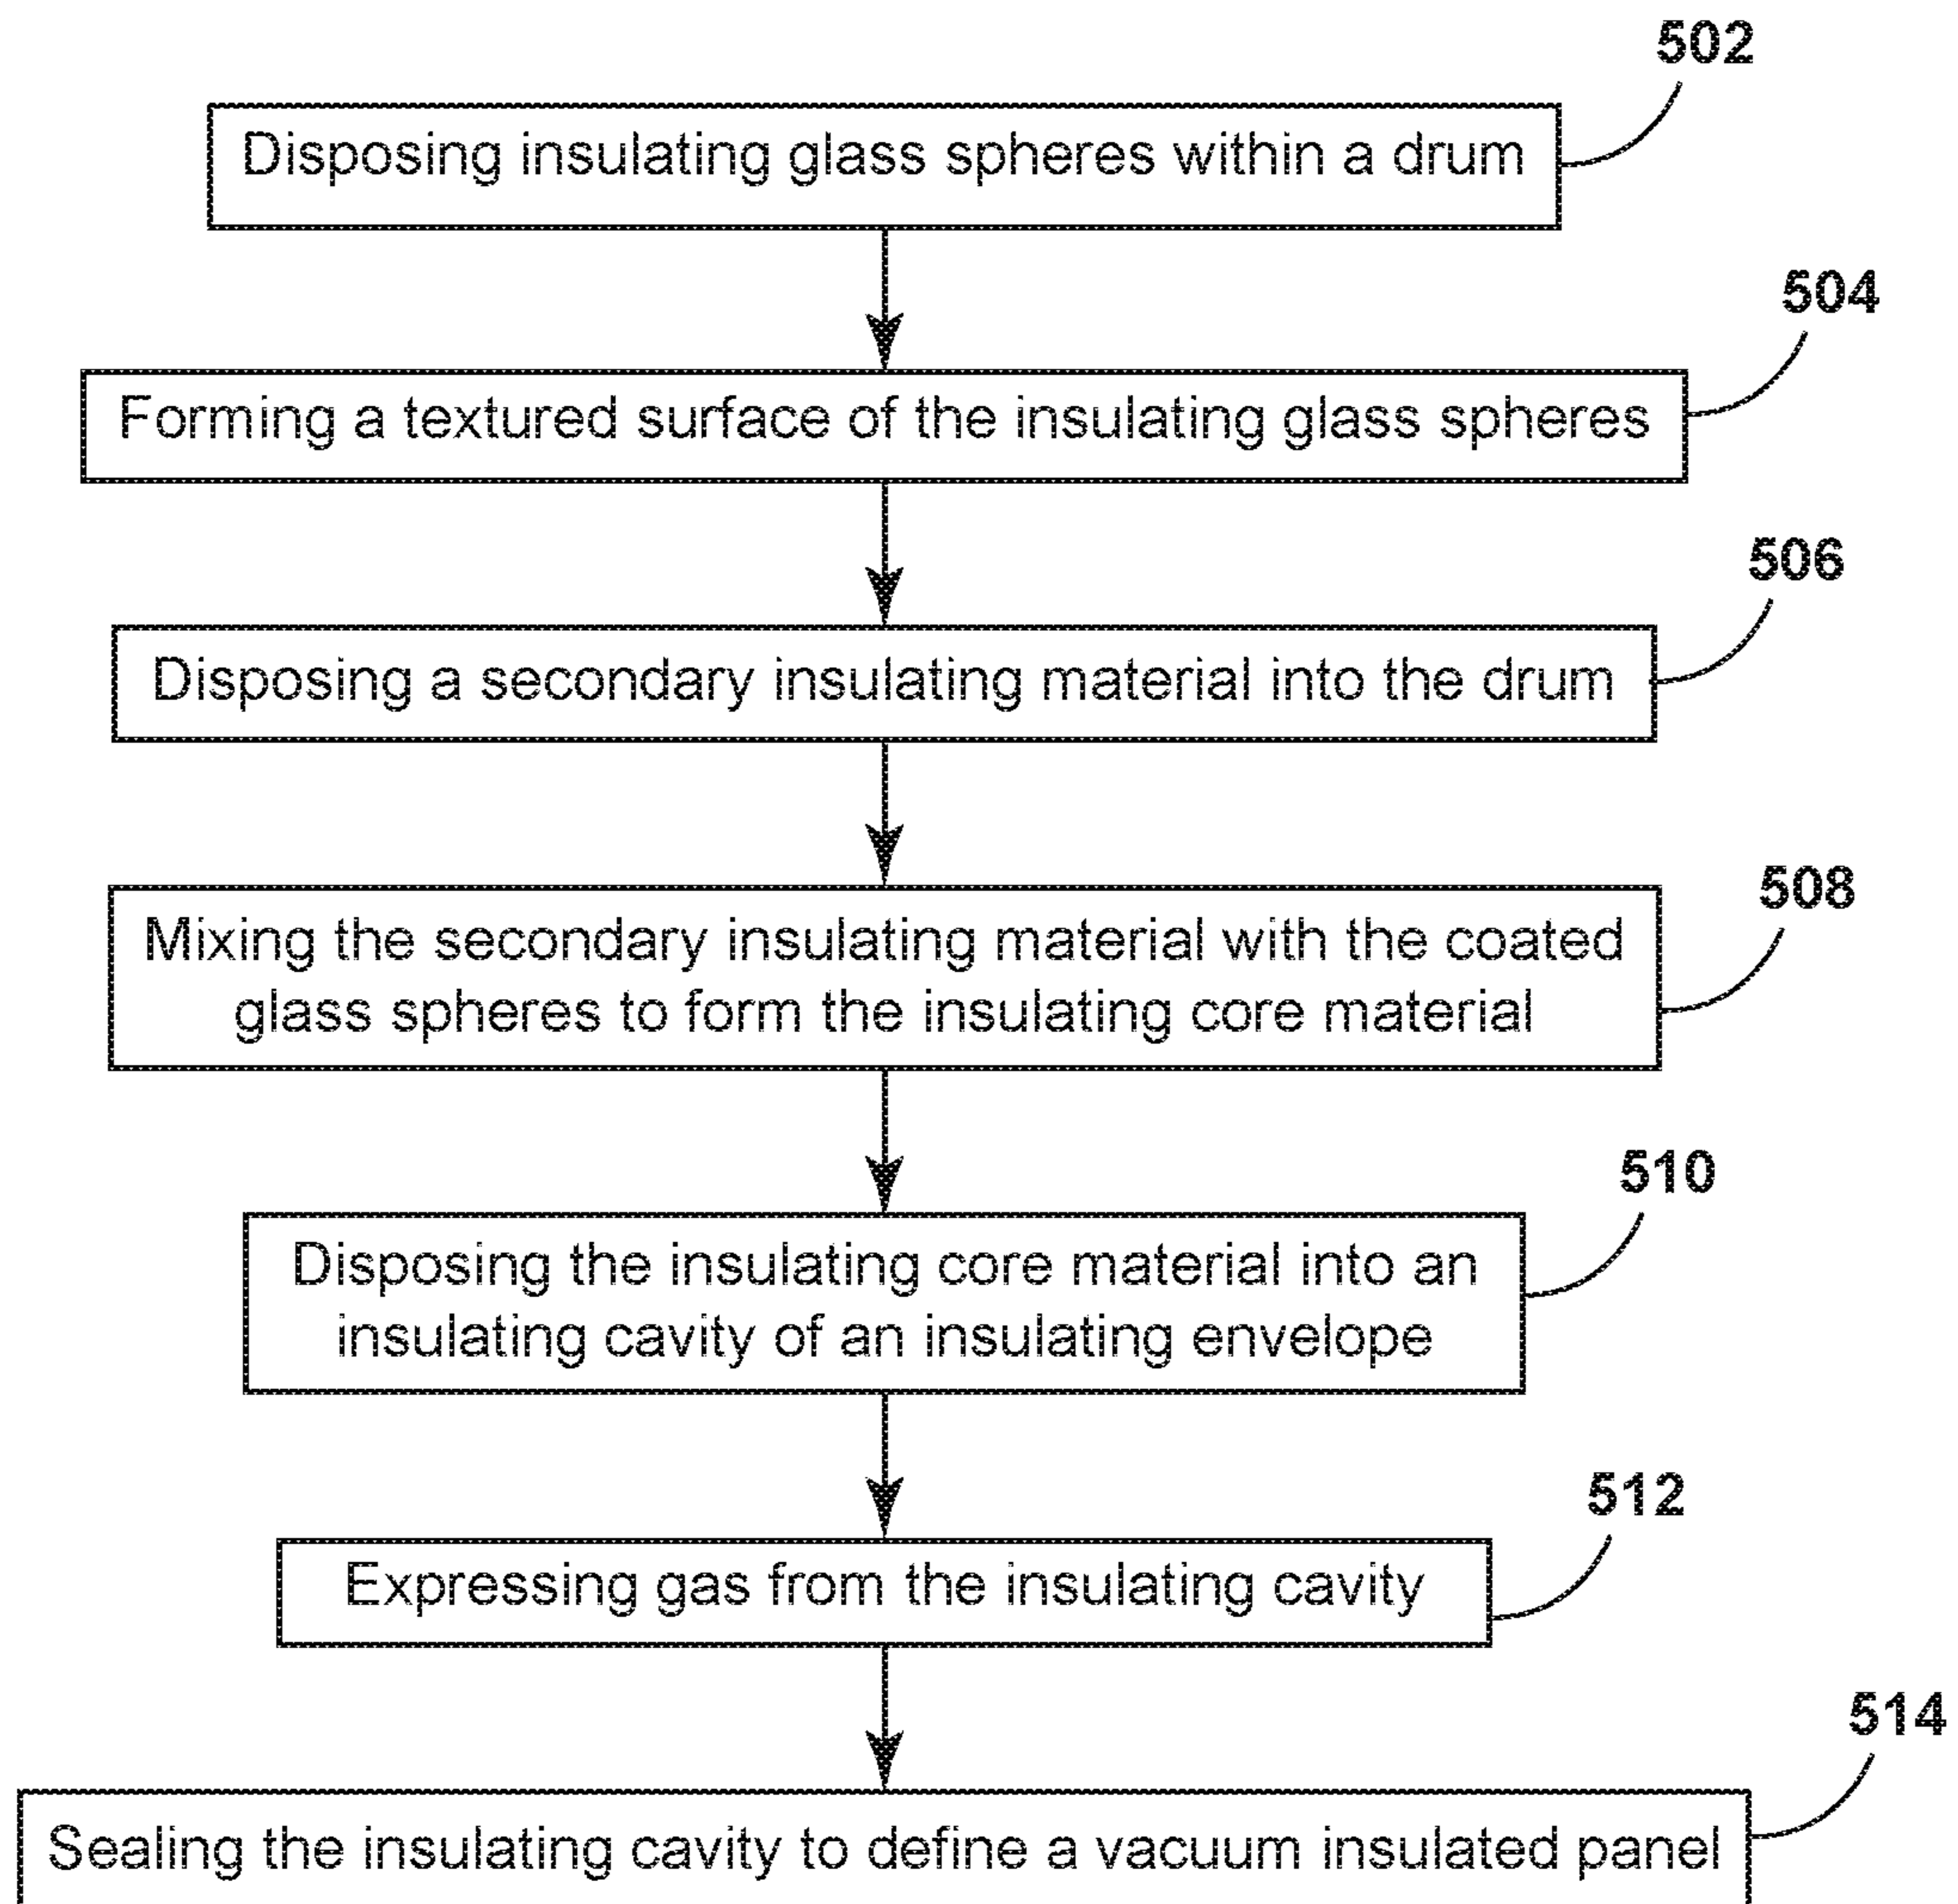 502
Disposing insulating glass spheres within a drum
504
Forming a textured surface of the insulating glass spheres
506
Disposing a secondary insulating material into the drum
508
Mixing the secondary insulating material with the coated
glass spheres to form the insulating core material
510
Disposing the insulating core material into an
insulating cavity of an insulating envelope
512
Expressing gas from the insulating cavity
514
Sealing the insulating cavity to define a vacuum insulated panel